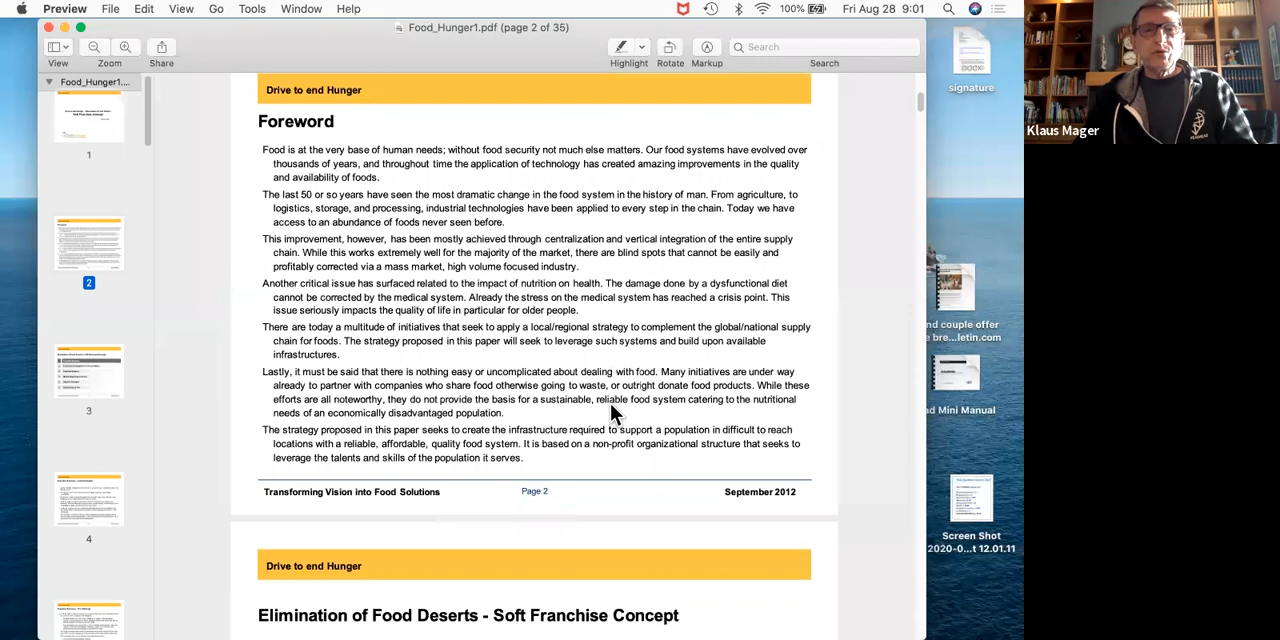 Preview File Edit View Go Tools Window Help
100% Fri Aug 28 9:01
Food_Hunger1.pdf (page 2 of 35)
View Zoom Share Highlight Rotate Markup Search
Search
Food_Hunger1....
1
2
3
4
Drive to end Hunger
Foreword
Food is at the very base of human needs; without food security not much else matters. Our food systems have evolved over
thousands of years, and throughout time the application of technology has created amazing improvements in the quality
and availability of foods.
The last 50 or so years have seen the most dramatic change in the food system in the history of man. From agriculture, to
logistics, storage, and processing, industrial technologies have been applied to every step in the chain. Today we have
access to an abundance of foods never seen before.
This improvement, however, has been mostly achieved through centralization and vertical integration of the entire supply
chain. While this works extremely well for the majority of the market, there are blind spots that cannot be easily and
profitably corrected via a mass market, high volume focused industry.
Another critical issue has surfaced related to the impact of nutrition on health. The damage done by a dysfunctional diet
cannot be corrected by the medical system. Already the stress on the medical system has reached a crisis point. This
issue seriously impacts the quality of life in particular for older people.
There are today a multitude of initiatives that seek to apply a local/regional strategy to complement the global/national supply
chain for foods. The strategy proposed in this paper will seek to leverage such systems and build upon available
infrastructure.
Lastly, it must be said that there is nothing easy or uncomplicated about dealing with food. Many initiatives are under way
already to partner with companies to share food otherwise going to waste, or outright donate food products. While these
efforts are all noteworthy, they do not provide the basis for a sustainable, reliable food system catering to the nutritional
needs of an economically disadvantaged population.
The strategy proposed in this paper seeks to create the infrastructure required to support a population in difficult to reach
locations with a reliable, affordable, quality food system. It is based on a non-profit organizational structure that seeks to
leverage the talents and skills of the population it serves.
Transforming Vision into Food Solutions Page 2 September 2012
Drive to end Hunger
Elimination of Food Deserts - Franchise Concept
signature
nd couple offer
e bre...letin.com
ad Mini Manual
Screen Shot
2020-0...t 12.01.11
Klaus Mager